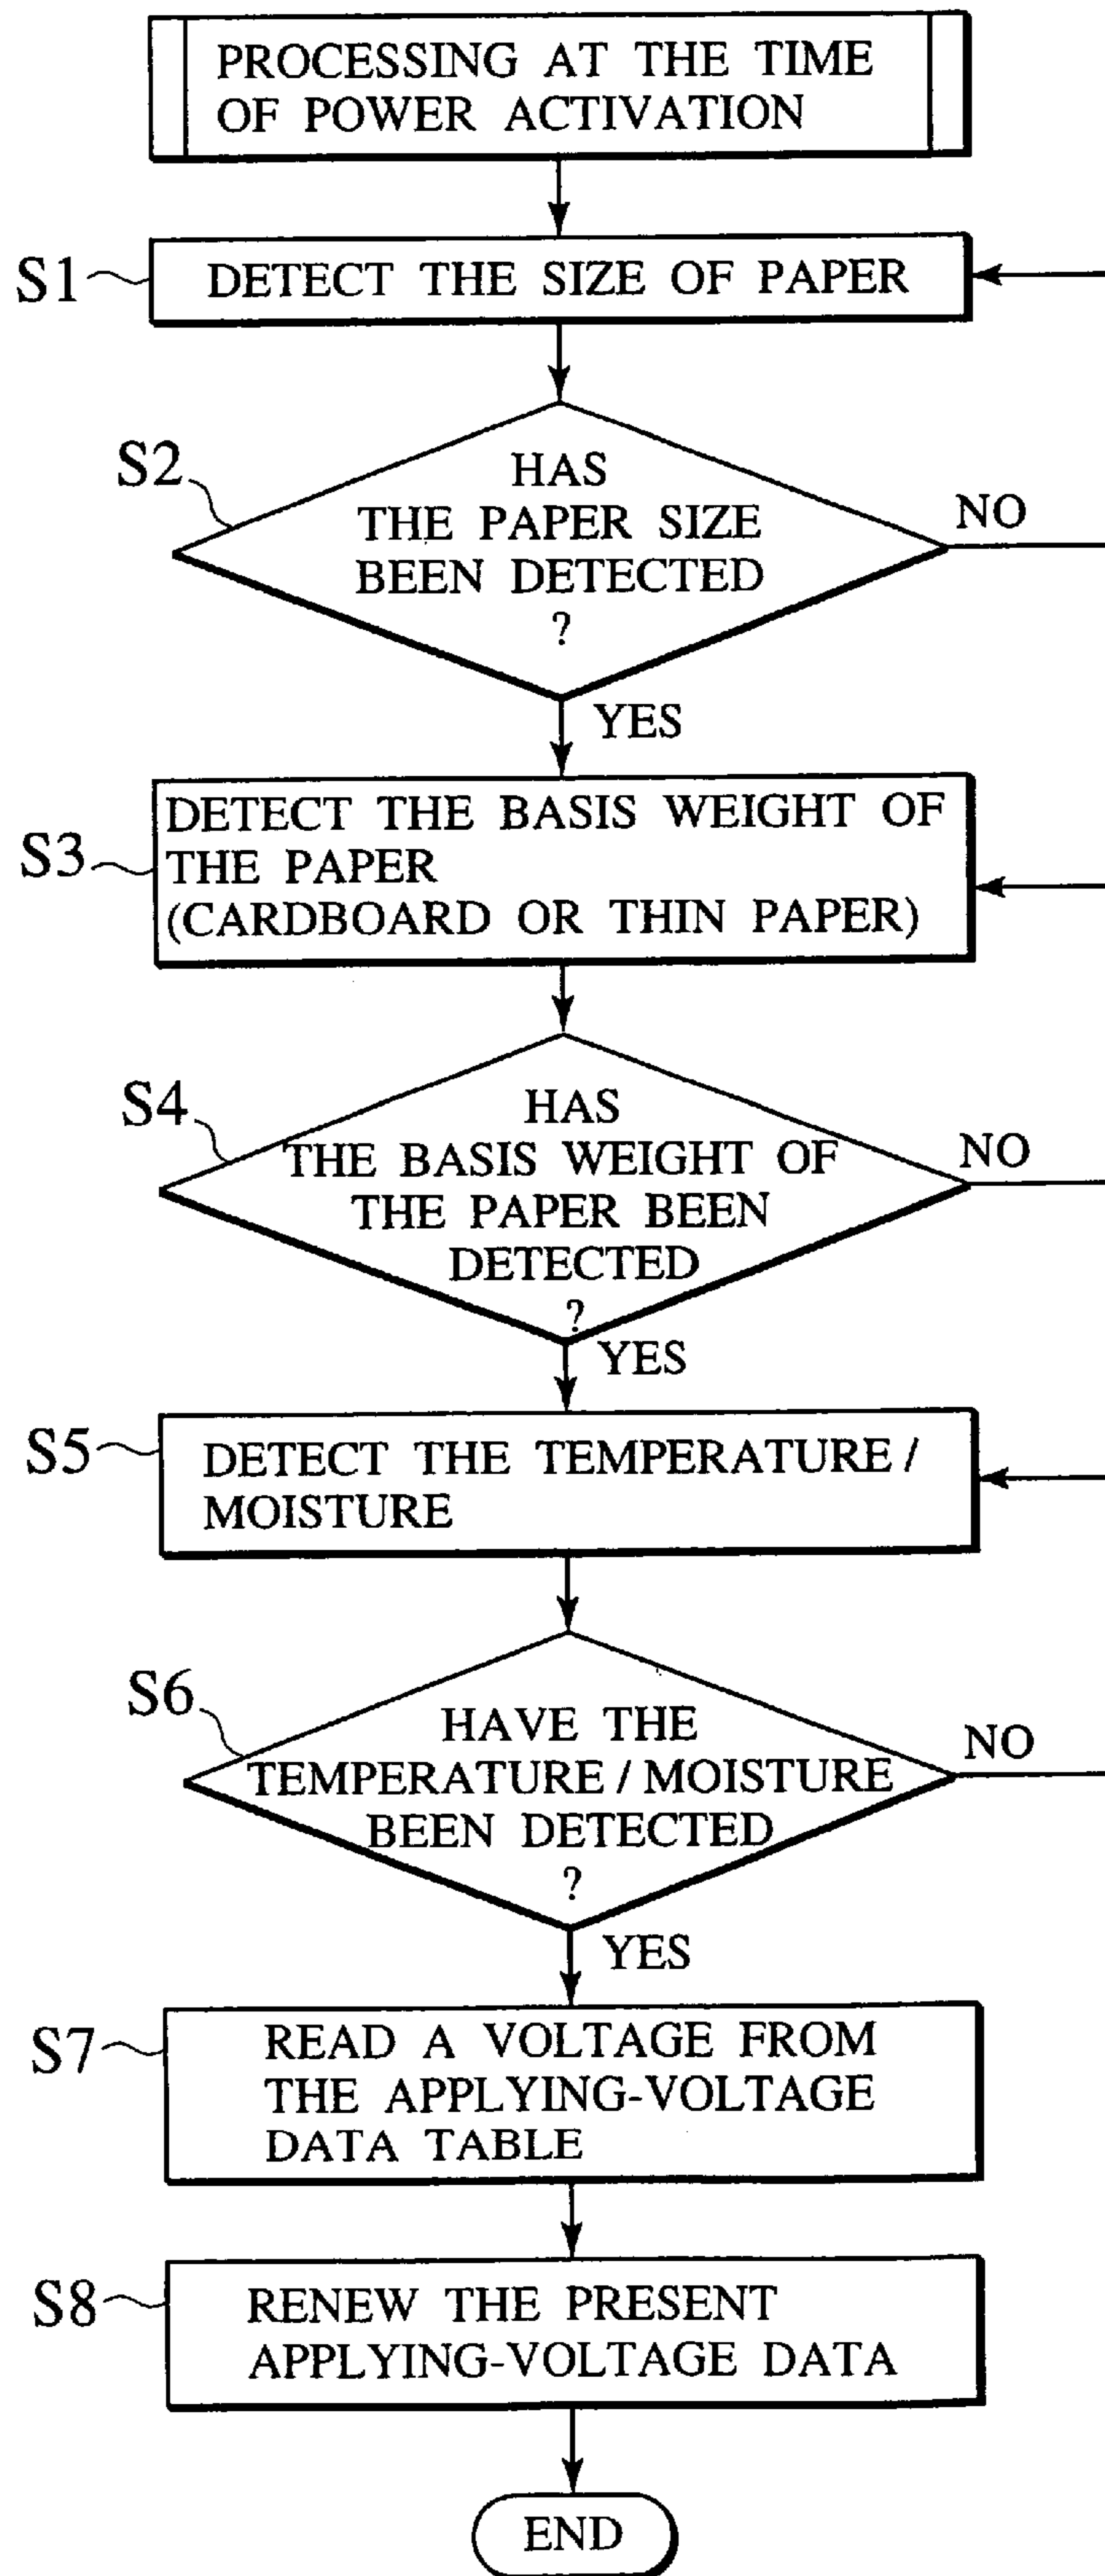 PROCESSING AT THE TIME
OF POWER ACTIVATION
S1
DETECT THE SIZE OF PAPER
S2
HAS
THE PAPER SIZE
BEEN DETECTED
?
NO
YES
S3
DETECT THE BASIS WEIGHT OF
THE PAPER
(CARDBOARD OR THIN PAPER)
S4
HAS
THE BASIS WEIGHT OF
THE PAPER BEEN
DETECTED
?
NO
YES
S5
DETECT THE TEMPERATURE /
MOISTURE
S6
HAVE THE
TEMPERATURE / MOISTURE
BEEN DETECTED
?
NO
YES
S7
READ A VOLTAGE FROM
THE APPLYING-VOLTAGE
DATA TABLE
S8
RENEW THE PRESENT
APPLYING-VOLTAGE DATA
END